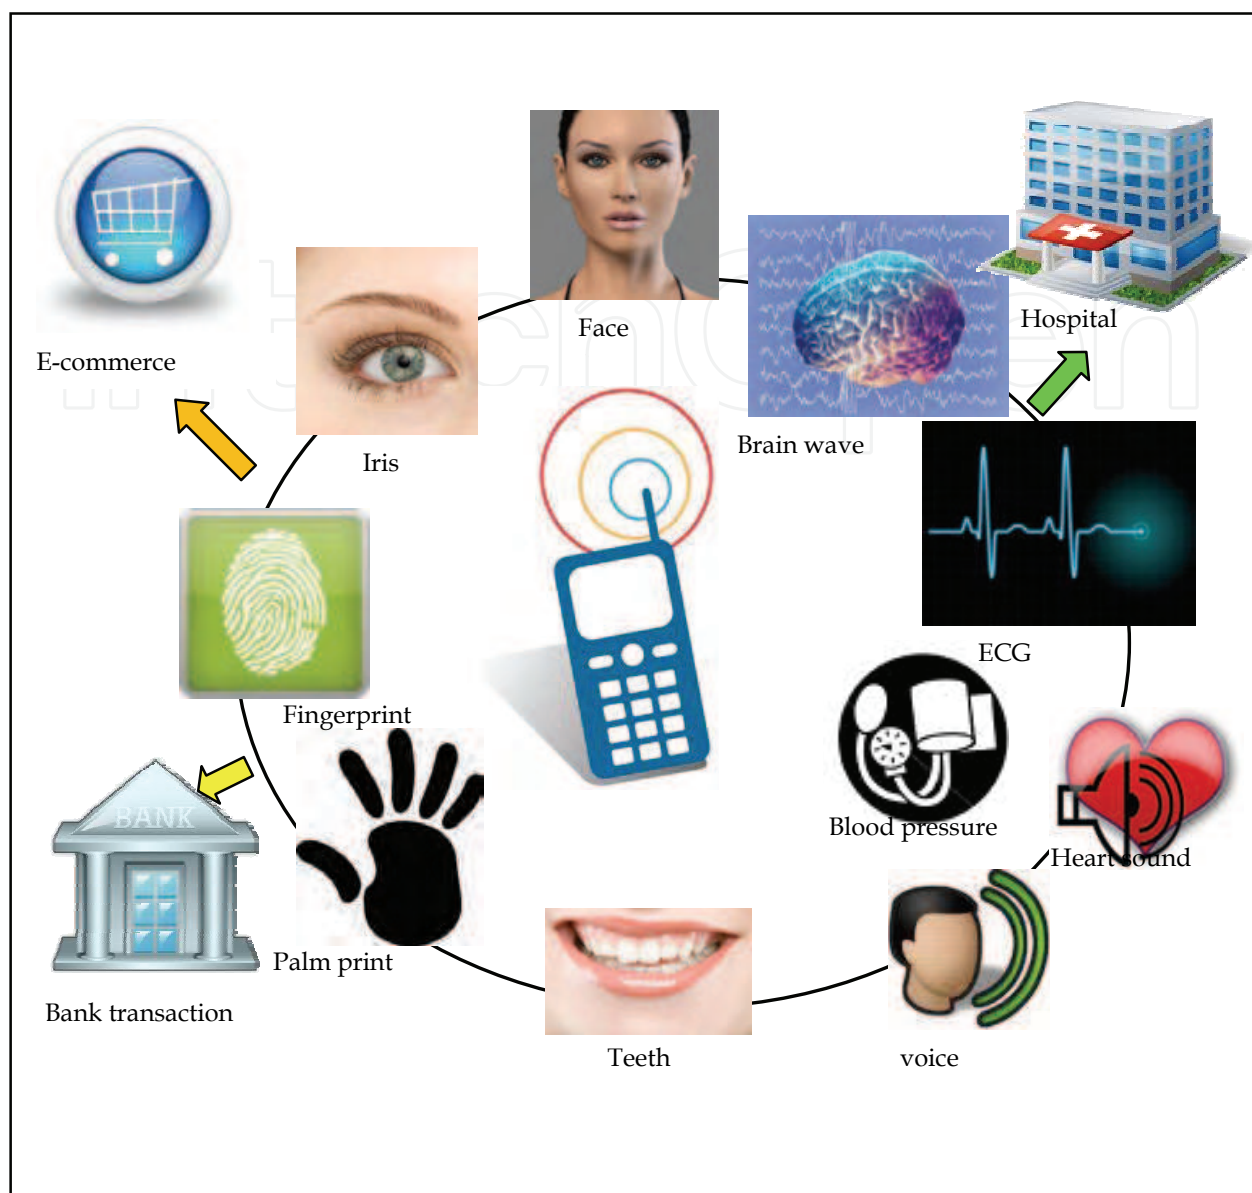 Face
Hospital
E-commerce
Brain wave
Iris
ECG
Fingerprint
BANK
Blood pressure
Heart sound
Palm print
Bank transaction
Teeth
voice